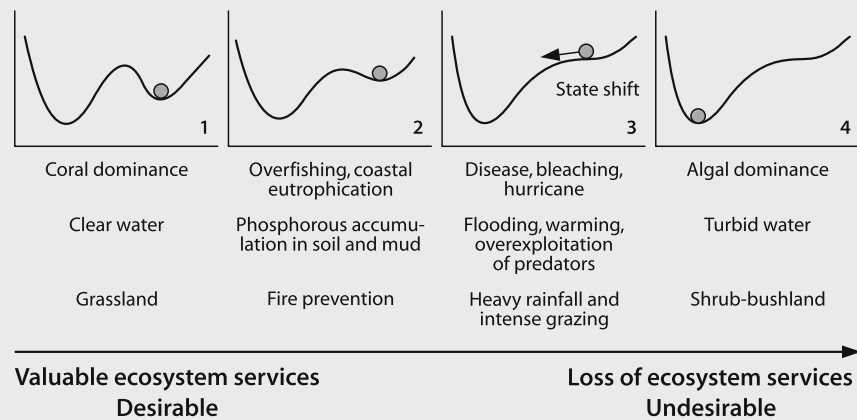 1
2
3
4
State shift
Coral dominance
Overfishing, coastal
eutrophication
Disease, bleaching,
hurricane
Algal dominance
Clear water
Phosphorous accumu-
lation in soil and mud
Flooding, warming,
overexploitation
of predators
Turbid water
Grassland
Fire prevention
Heavy rainfall and
intense grazing
Shrub-bushland
Valuable ecosystem services
Desirable
Loss of ecosystem services
Undesirable